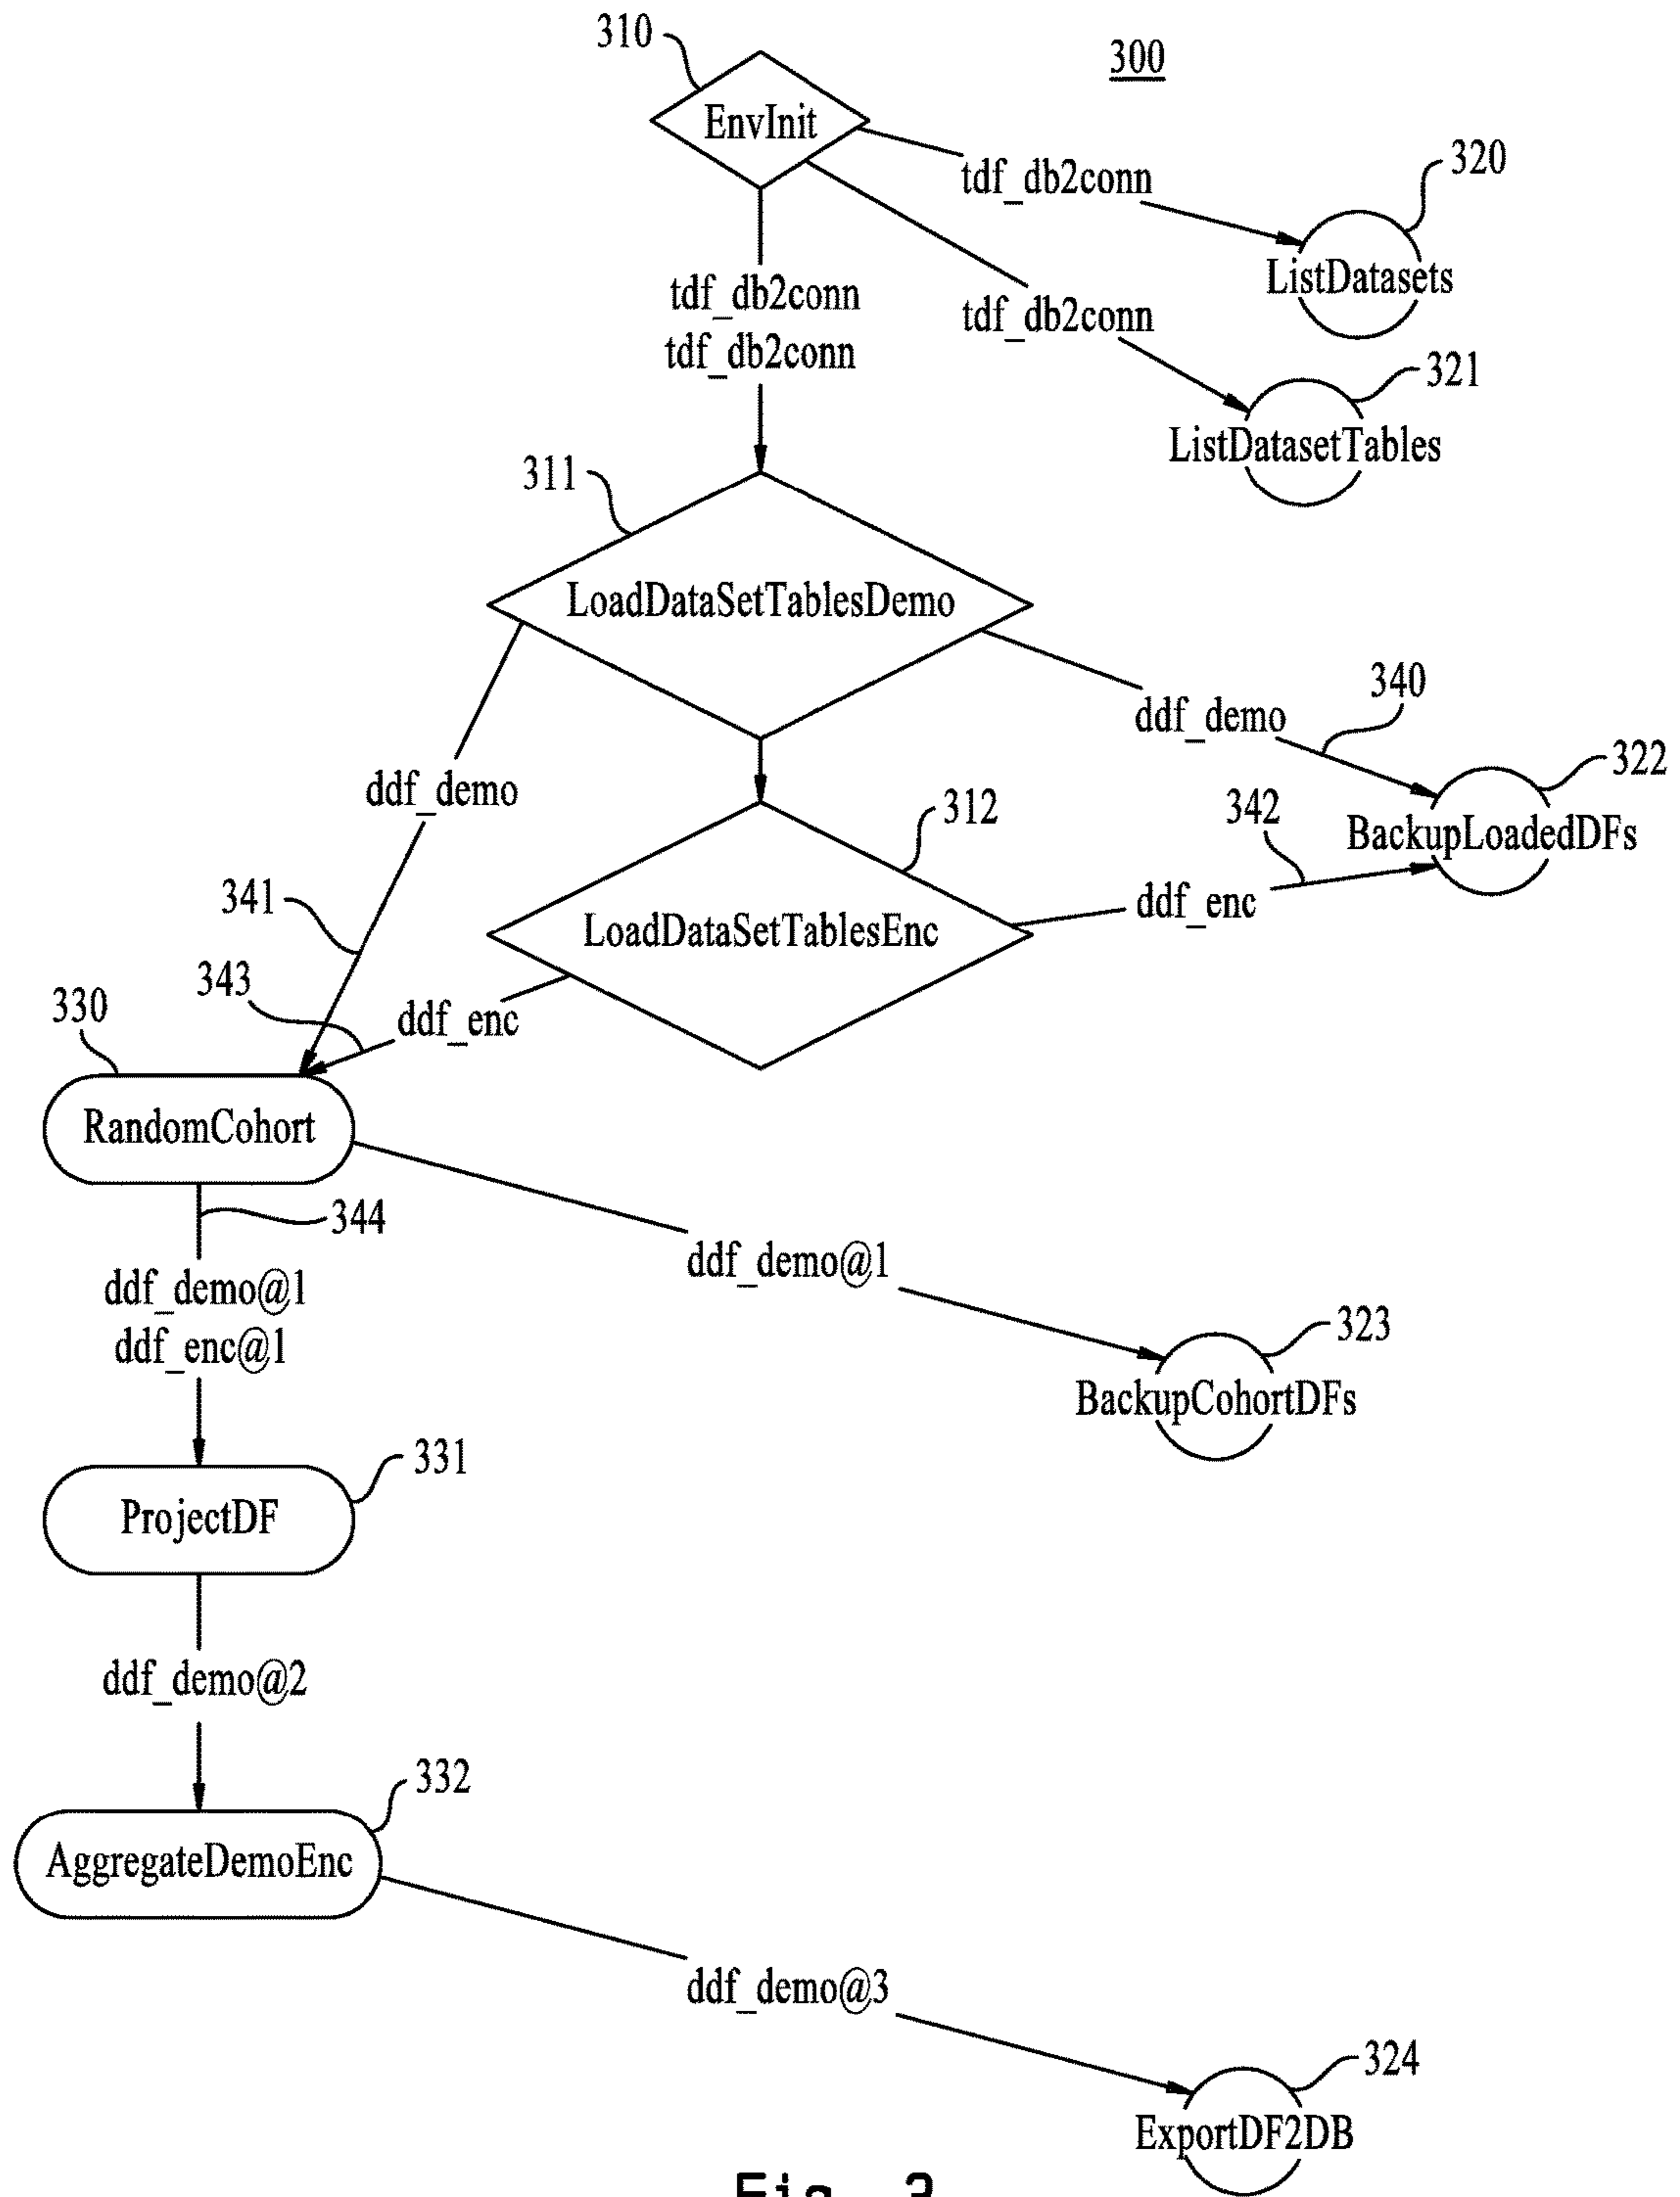 310
300
EnvInit
320
tdf_db2conn
ListDatasets
tdf_db2conn
tdf_db2conn
tdf_db2conn
321
ListDatasetTables
311
LoadDataSetTablesDemo
340
ddf_demo
322
ddf_demo
312
342
BackupLoadedDFs
341
ddf_enc
LoadDataSetTablesEnc
343
330
ddf_enc
RandomCohort
344
ddf_demo@1
ddf_demo@1
ddf_enc@1
323
BackupCohortDFs
331
ProjectDF
ddf_demo@2
332
AggregateDemoEnc
ddf_demo@3
324
ExportDF2DB
Fig. 3